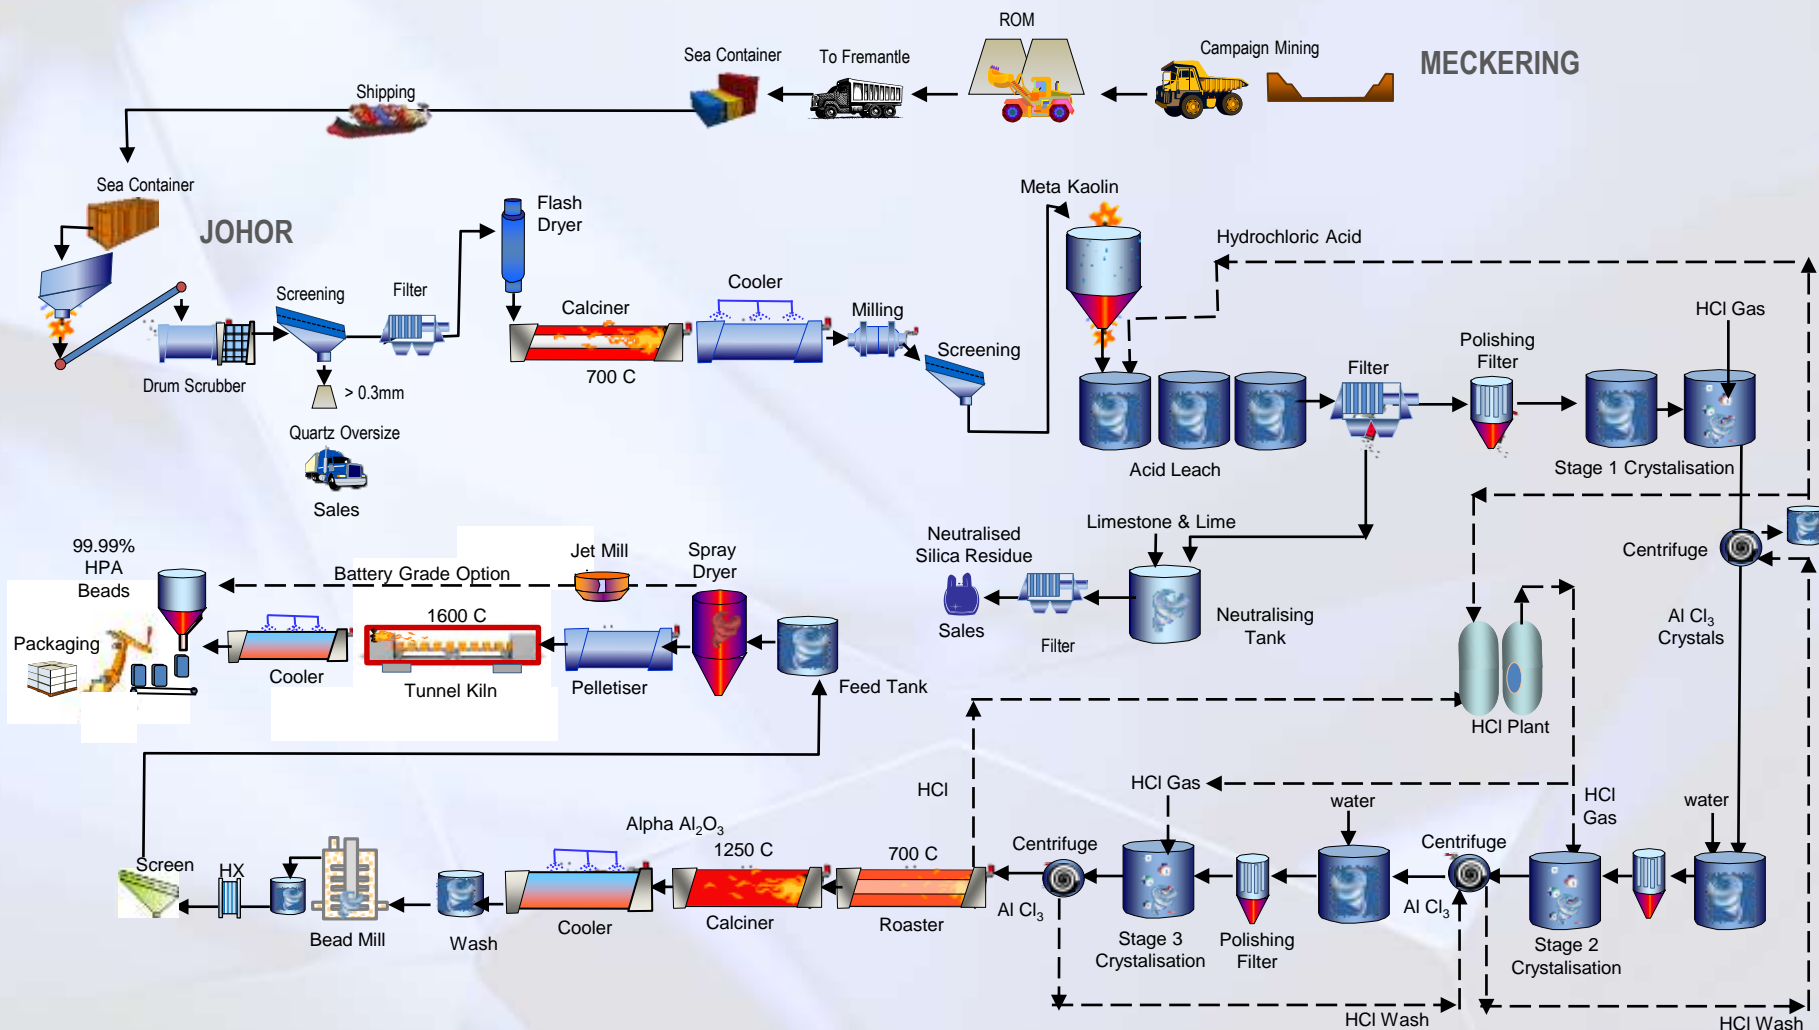 ROM
Sea Container
To Fremantle
Campaign Mining
MECKERING
Shipping
Sea Container
JOHOR
Flash
Dryer
Meta Kaolin
Hydrochloric Acid
Screening
Filter
Cooler
Calciner
Milling
HCl Gas
Screening
Polishing
Filter
Filter
700 C
Drum Scrubber
> 0.3mm
Quartz Oversize
Sales
Acid Leach
Stage 1 Crystalisation
99.99%
HPA
Beads
Battery Grade Option
Jet Mill
Spray
Dryer
Neutralised
Silica Residue
Limestone & Lime
Centrifuge
1600 C
Packaging
Cooler
Tunnel Kiln
Pelletiser
Feed Tank
Sales
Filter
Neutralising
Tank
Al Cl₃
Crystals
HCl Plant
HCl
HCl Gas
water
HCl
Gas
water
Alpha Al₂O₃
1250 C
700 C
Centrifuge
Centrifuge
Screen
HX
Bead Mill
Wash
Cooler
Calciner
Roaster
Al Cl₃
Stage 3
Crystalisation
Polishing
Filter
Al Cl₃
Stage 2
Crystalisation
HCl Wash
HCl Wash